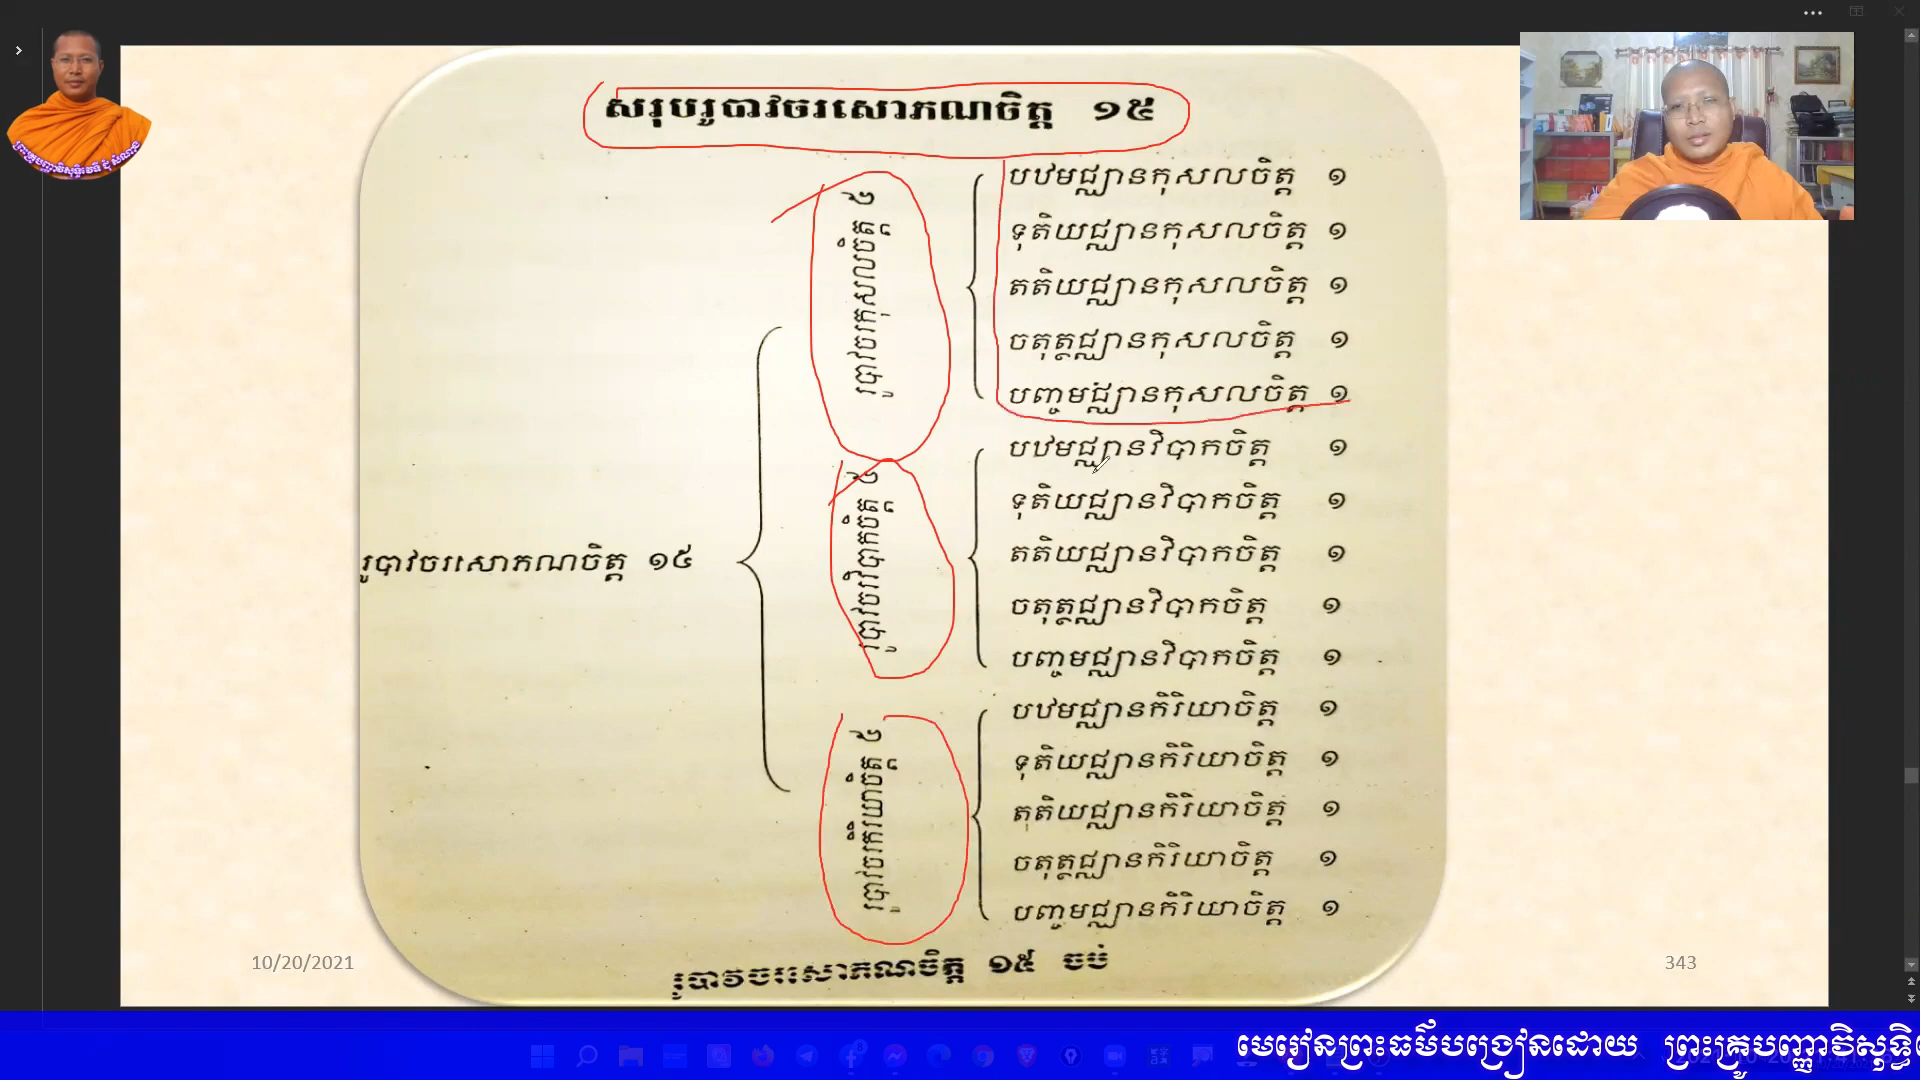 សរុបរូបាវចរសោភណចិត្ត ១៥
រូបាវចរសោភណចិត្ត ១៥
រូបាវចរកុសលចិត្ត ៥
បឋមជ្ឈានកុសលចិត្ត ១
ទុតិយជ្ឈានកុសលចិត្ត ១
តតិយជ្ឈានកុសលចិត្ត ១
ចតុត្ថជ្ឈានកុសលចិត្ត ១
បញ្ចមជ្ឈានកុសលចិត្ត ១
រូបាវចរវិបាកចិត្ត ៥
បឋមជ្ឈានវិបាកចិត្ត ១
ទុតិយជ្ឈានវិបាកចិត្ត ១
តតិយជ្ឈានវិបាកចិត្ត ១
ចតុត្ថជ្ឈានវិបាកចិត្ត ១
បញ្ចមជ្ឈានវិបាកចិត្ត ១
រូបាវចរកិរិយាចិត្ត ៥
បឋមជ្ឈានកិរិយាចិត្ត ១
ទុតិយជ្ឈានកិរិយាចិត្ត ១
តតិយជ្ឈានកិរិយាចិត្ត ១
ចតុត្ថជ្ឈានកិរិយាចិត្ត ១
បញ្ចមជ្ឈានកិរិយាចិត្ត ១
រូបាវចរសោភណចិត្ត ១៥ ចប់
10/20/2021
343
មេរៀនព្រះធម៌បង្រៀនដោយ ព្រះគ្រូបញ្ញាវិសុទ្ធិ